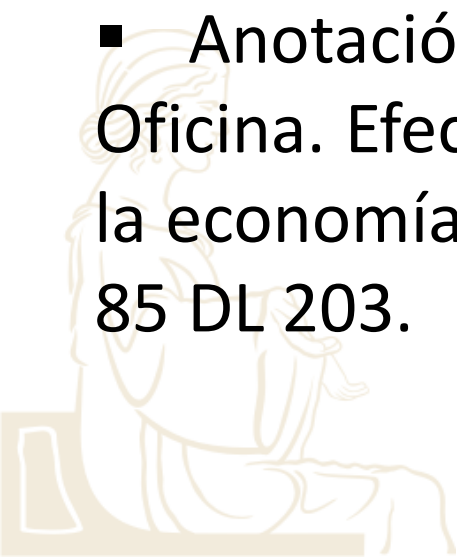 ▪ Anotació
Oficina. Efec
la economía
85 DL 203.